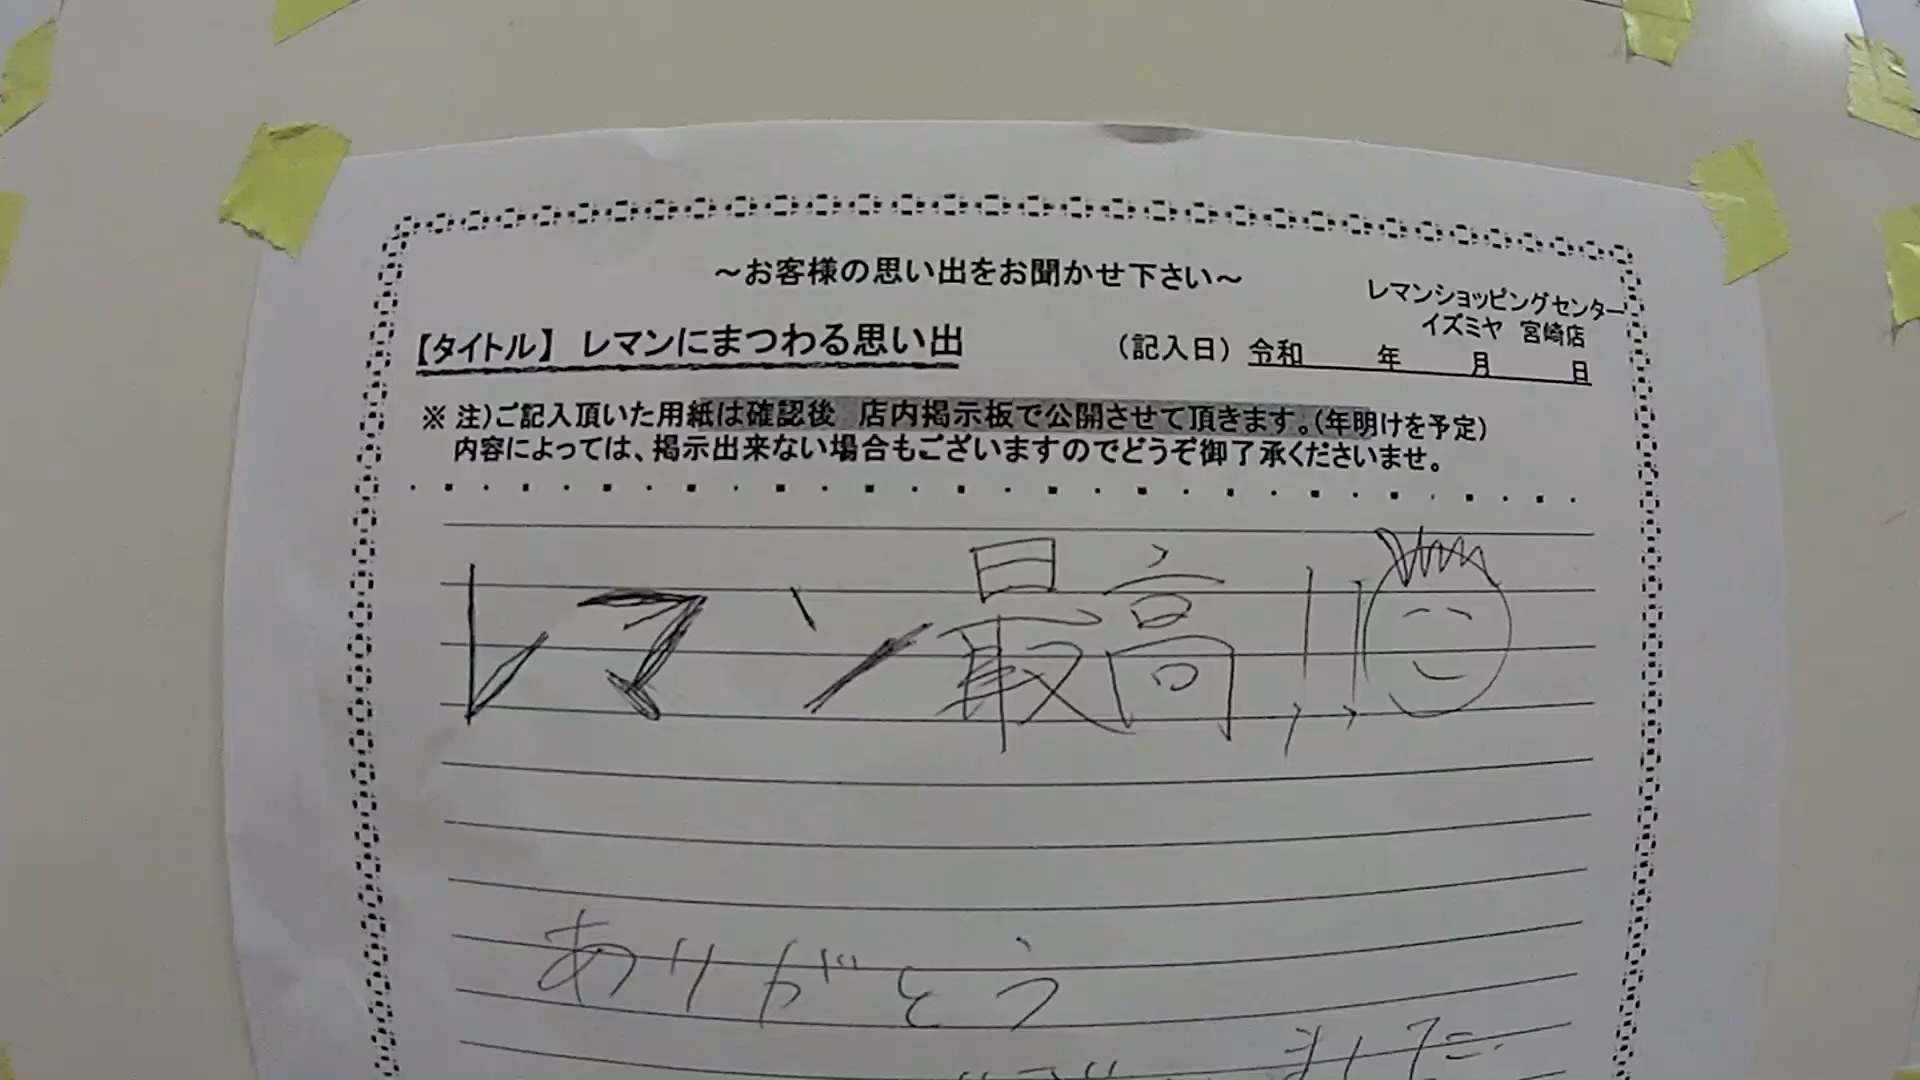 ～お客様の思い出をお聞かせ下さい～
レマンショッピングセンター
イズミヤ 宮崎店
【タイトル】 レマンにまつわる思い出
（記入日） 令和 年 月 日
※ 注)ご記入頂いた用紙は確認後 店内掲示板で公開させて頂きます。(年明けを予定)
内容によっては、掲示出来ない場合もございますのでどうぞ御了承くださいませ。
レマン最高!!
ありがとう
ました